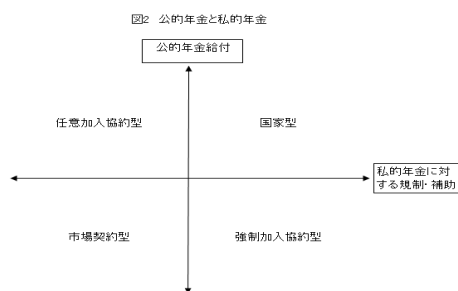 図2 公的年金と私的年金
公的年金給付
任意加入協約型
国家型
私的年金に対
する規制・補助
市場契約型
強制加入協約型